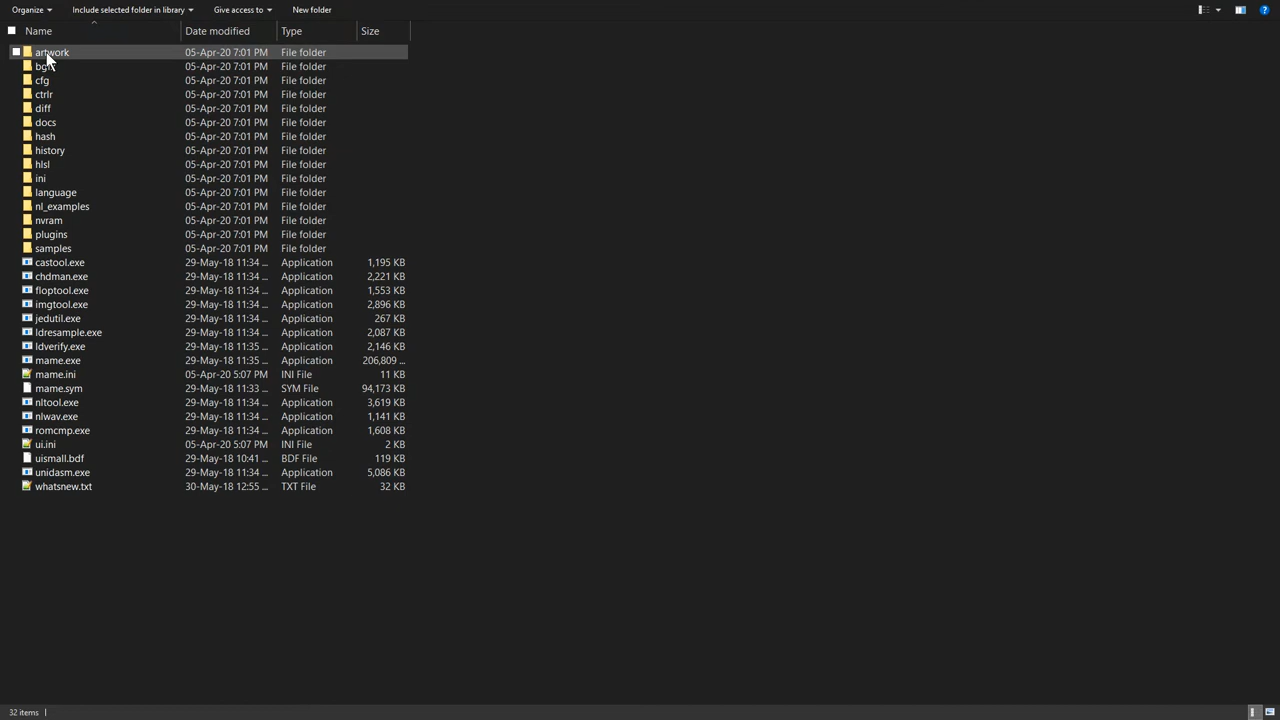 Organize Include selected folder in library Give access to New folder
Name Date modified Type Size
artwork 05-Apr-20 7:01 PM File folder
05-Apr-20 7:01 PM File folder
cfg 05-Apr-20 7:01 PM File folder
ctrlr 05-Apr-20 7:01 PM File folder
diff 05-Apr-20 7:01 PM File folder
docs 05-Apr-20 7:01 PM File folder
hash 05-Apr-20 7:01 PM File folder
history 05-Apr-20 7:01 PM File folder
hlsl 05-Apr-20 7:01 PM File folder
ini 05-Apr-20 7:01 PM File folder
language 05-Apr-20 7:01 PM File folder
nl_examples 05-Apr-20 7:01 PM File folder
nvram 05-Apr-20 7:01 PM File folder
plugins 05-Apr-20 7:01 PM File folder
samples 05-Apr-20 7:01 PM File folder
castool.exe 29-May-18 11:34 ... Application 1,195 KB
chdman.exe 29-May-18 11:34 ... Application 2,221 KB
floptool.exe 29-May-18 11:34 ... Application 1,553 KB
imgtool.exe 29-May-18 11:34 ... Application 2,896 KB
jedutil.exe 29-May-18 11:34 ... Application 267 KB
ldresample.exe 29-May-18 11:34 ... Application 2,087 KB
ldverify.exe 29-May-18 11:35 ... Application 2,146 KB
mame.exe 29-May-18 11:35 ... Application 206,809 ...
mame.ini 05-Apr-20 5:07 PM INI File 11 KB
mame.sym 29-May-18 11:33 ... SYM File 94,173 KB
nltool.exe 29-May-18 11:34 ... Application 3,619 KB
nlwav.exe 29-May-18 11:34 ... Application 1,141 KB
romcmp.exe 29-May-18 11:34 ... Application 1,608 KB
ui.ini 05-Apr-20 5:07 PM INI File 2 KB
uismall.bdf 29-May-18 10:41 ... BDF File 119 KB
unidasm.exe 29-May-18 11:34 ... Application 5,086 KB
whatsnew.txt 30-May-18 12:55 ... TXT File 32 KB
32 items